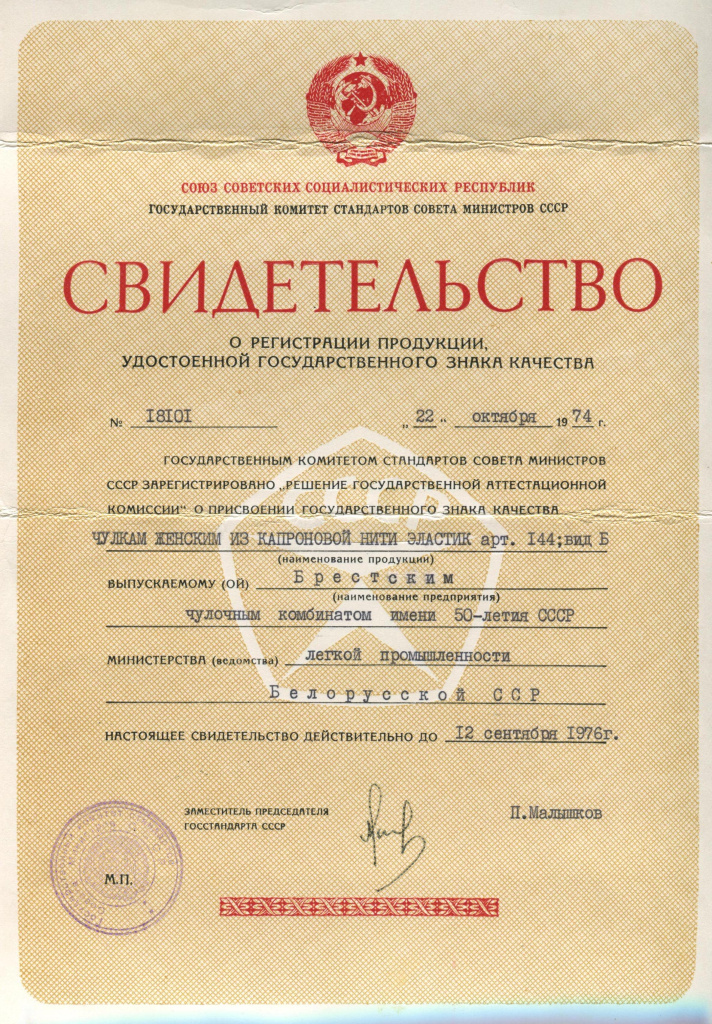 СОЮЗ СОВЕТСКИХ СОЦИАЛИСТИЧЕСКИХ РЕСПУБЛИК
ГОСУДАРСТВЕННЫЙ КОМИТЕТ СТАНДАРТОВ СОВЕТА МИНИСТРОВ СССР
СВИДЕТЕЛЬСТВО
О РЕГИСТРАЦИИ ПРОДУКЦИИ,
УДОСТОЕННОЙ ГОСУДАРСТВЕННОГО ЗНАКА КАЧЕСТВА
№ 18101 „22" октября 1974 г.
ГОСУДАРСТВЕННЫМ КОМИТЕТОМ СТАНДАРТОВ СОВЕТА МИНИСТРОВ
СССР ЗАРЕГИСТРИРОВАНО „РЕШЕНИЕ ГОСУДАРСТВЕННОЙ АТТЕСТАЦИОННОЙ
КОМИССИИ" О ПРИСВОЕНИИ ГОСУДАРСТВЕННОГО ЗНАКА КАЧЕСТВА
СССР
ЧУЛКАМ ЖЕНСКИМ ИЗ КАПРОНОВОЙ НИТИ ЭЛАСТИК арт. 144;вид Б
(наименование продукции)
ВЫПУСКАЕМОМУ (ОЙ) Брестским
(наименование предприятия)
чулочным комбинатом имени 50-летия СССР
МИНИСТЕРСТВА (ведомства) легкой промышленности
Белорусской ССР
НАСТОЯЩЕЕ СВИДЕТЕЛЬСТВО ДЕЙСТВИТЕЛЬНО ДО 12 сентября 1976г.
ЗАМЕСТИТЕЛЬ ПРЕДСЕДАТЕЛЯ
ГОССТАНДАРТА СССР
П.Малышков
М.П.